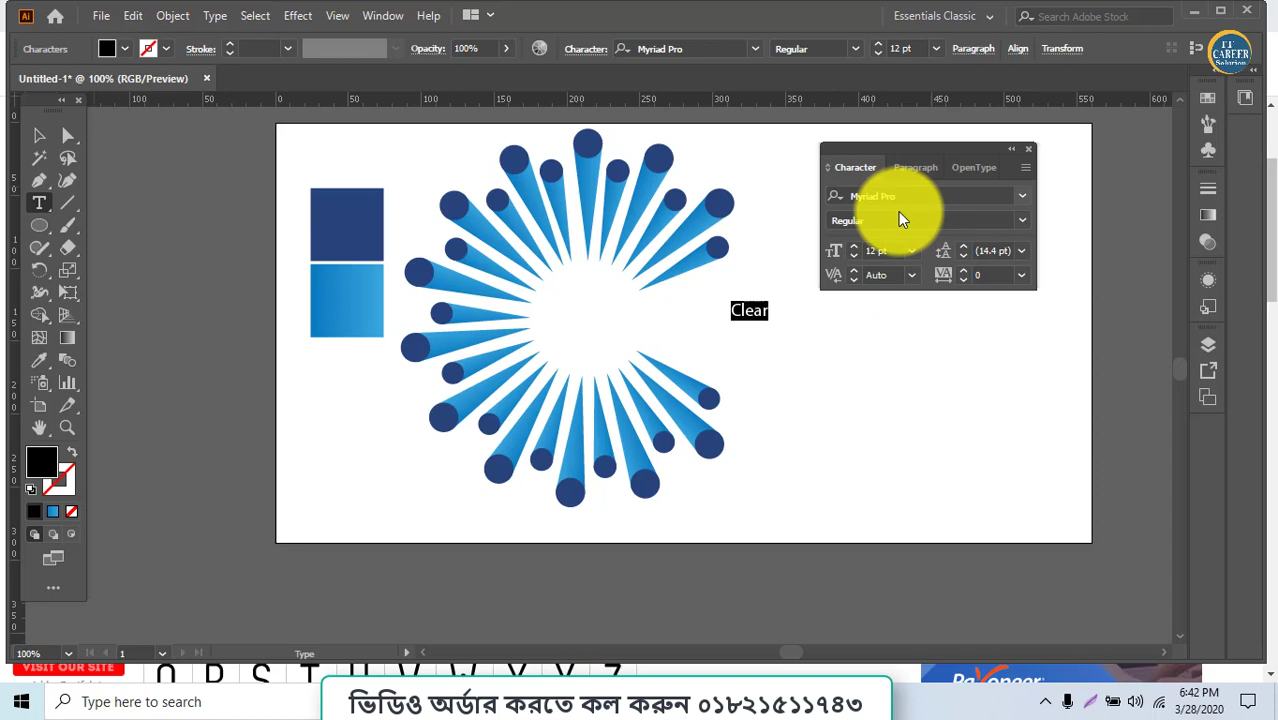 Ai File Edit Object Type Select Effect View Window Help Essentials Classic Search Adobe Stock
Characters Stroke: Opacity: 100% Character: Myriad Pro Regular 12 pt Paragraph Align Transform
IT CAREER Solution
Untitled-1* @ 100% (RGB/Preview)
100 50 0 50 100 150 200 250 300 350 400 450 500 550 600
Character Paragraph OpenType
Myriad Pro
Regular
12 pt (14.4 pt)
Auto 0
Clear
100% 1 Type
VISIT OUR SITE Q R S T U V W X Y Z Payoneer
Type here to search
ভিডিও অর্ডার করতে কল করুন ০১৮২১৫১১৭৪৩
6:42 PM
3/28/2020